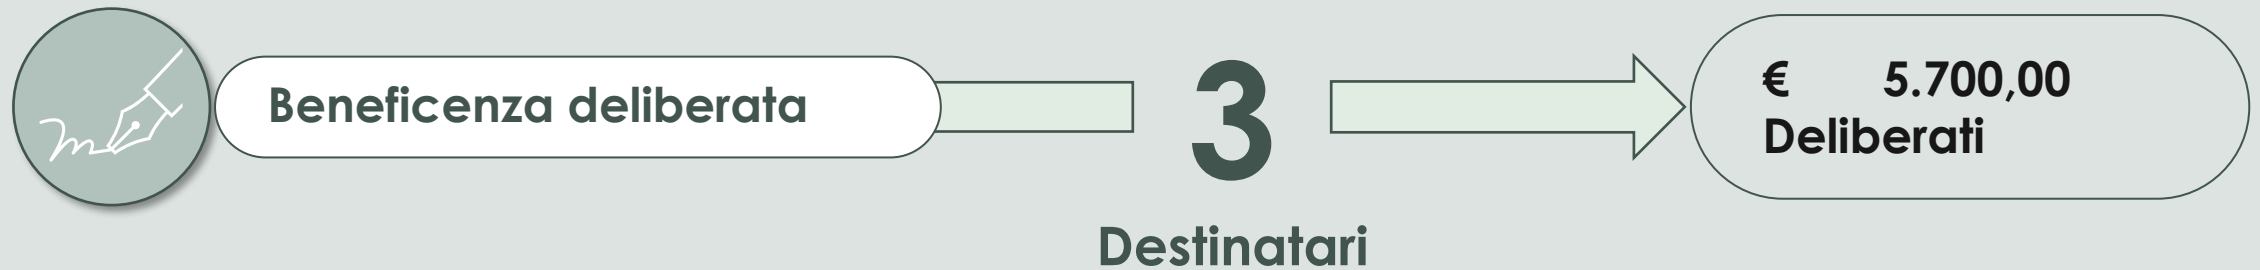 Beneficenza deliberata
3
Destinatari
€ 5.700,00
Deliberati